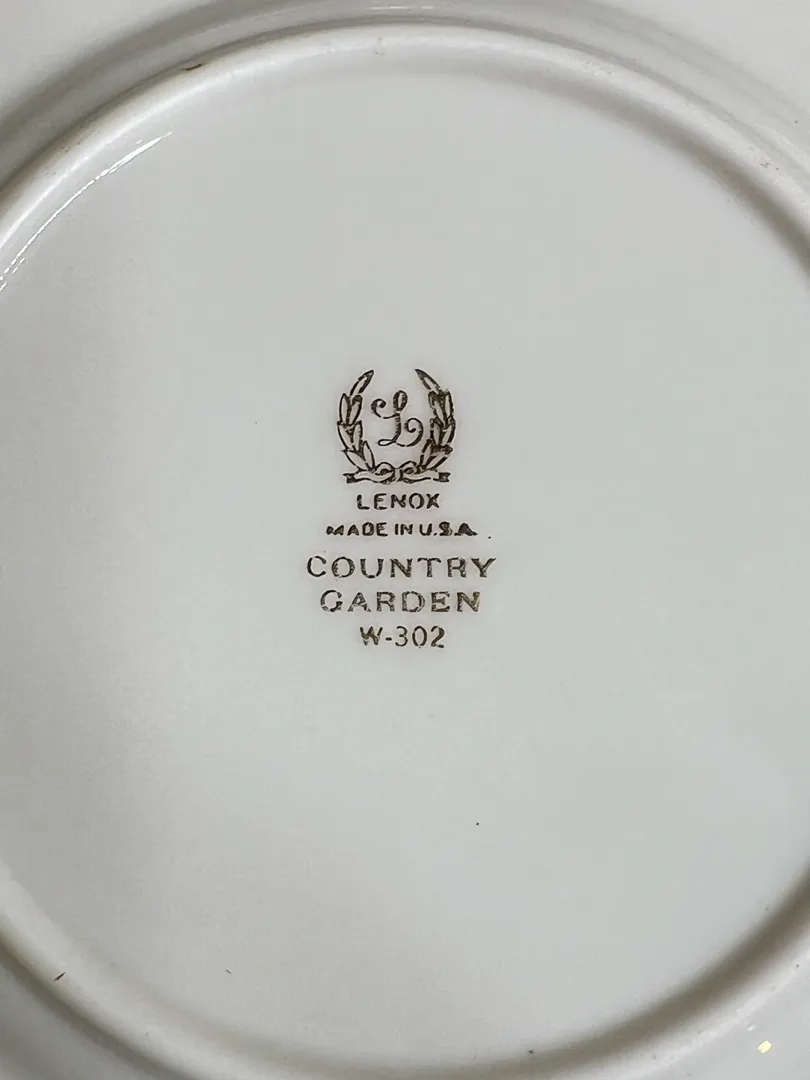 L
LENOX
MADE IN U.S.A.
COUNTRY
GARDEN
W-302